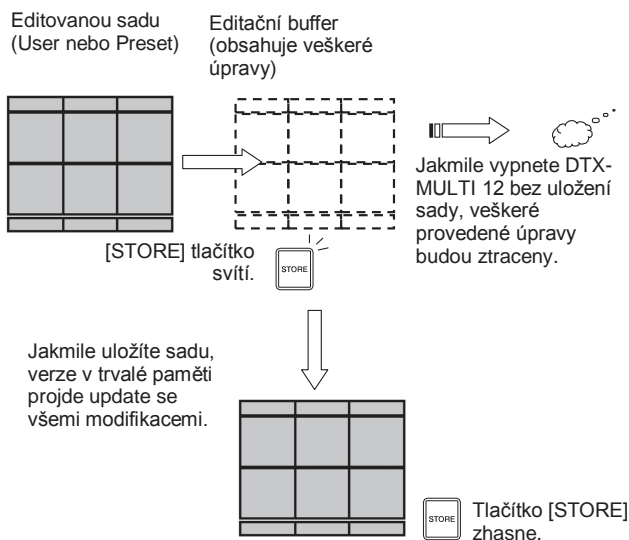 Editovanou sadu
(User nebo Preset)
Editační buffer
(obsahuje veškeré
úpravy)
Jakmile vypnete DTX-
MULTI 12 bez uložení
sady, veškeré
provedené úpravy
budou ztraceny.
[STORE] tlačítko
svítí.
STORE
Jakmile uložíte sadu,
verze v trvalé paměti
projde update se
všemi modifikacemi.
STORE
Tlačítko [STORE]
zhasne.